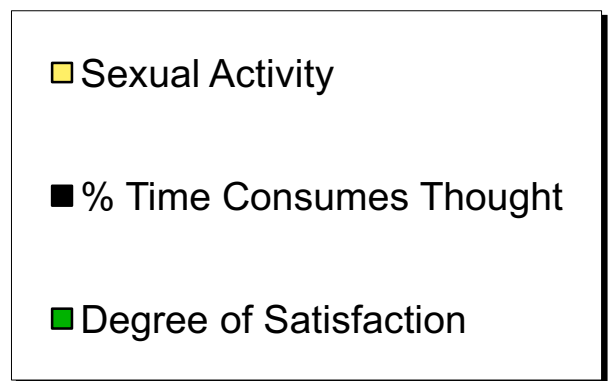 Sexual Activity
% Time Consumes Thought
Degree of Satisfaction